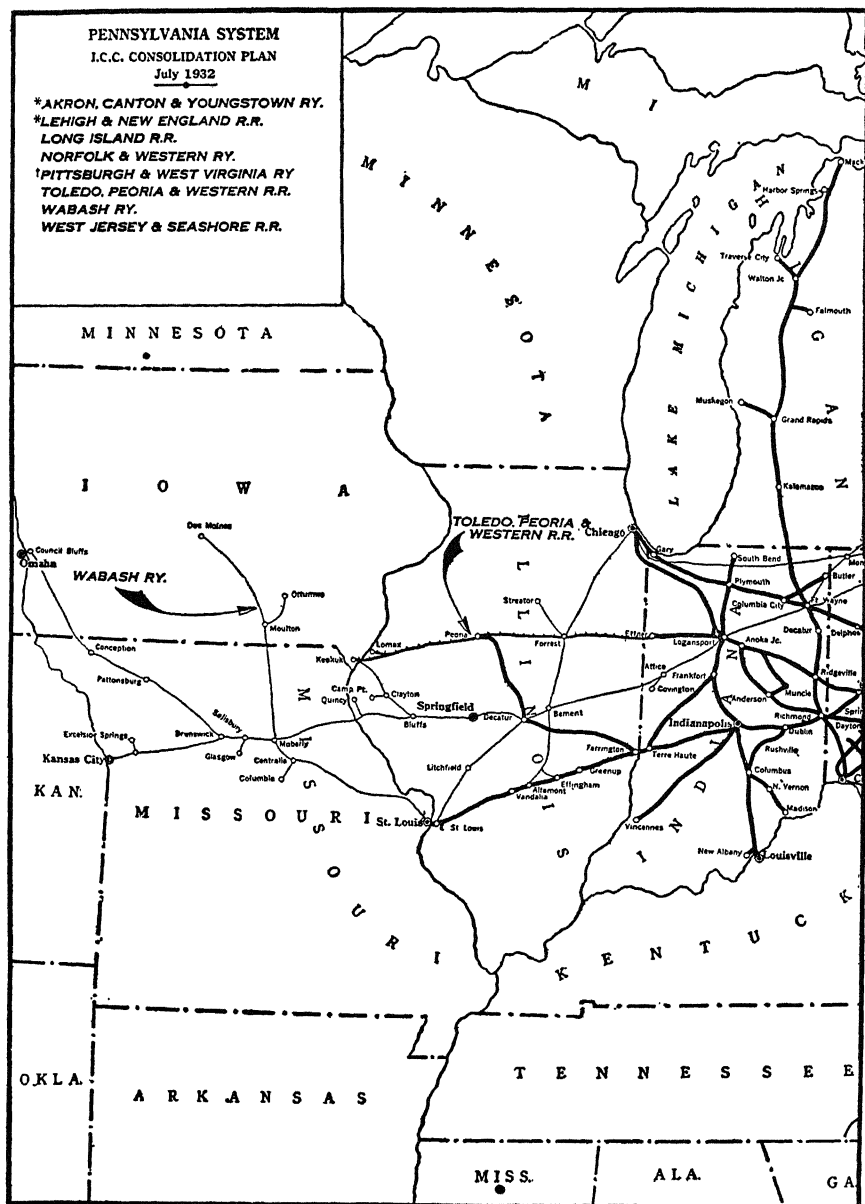 PENNSYLVANIA SYSTEM
I.C.C. CONSOLIDATION PLAN
July 1932
*AKRON, CANTON & YOUNGSTOWN RY.
*LEHIGH & NEW ENGLAND R.R.
LONG ISLAND R.R.
NORFOLK & WESTERN RY.
†PITTSBURGH & WEST VIRGINIA RY
TOLEDO, PEORIA & WESTERN R.R.
WABASH RY.
WEST JERSEY & SEASHORE R.R.
M I
MINNESOTA
MICHIGAN
LAKE MICHIGAN
Mack
Harbor Springs
Traverse City
Walton Jc
Falmouth
MINNESOTA
Muskegon
Grand Rapids
Kalamazoo
IOWA
Des Moines
TOLEDO, PEORIA &
WESTERN R.R.
Chicago
Gary
South Bend
Mon
Butler
Council Bluffs
Omaha
WABASH RY.
Ottumwa
Moulton
Streator
Plymouth
Columbia City
Ft. Wayne
Peoria
Forrest
Effner
Logansport
Anoka Jc.
Decatur
Delphos
Conception
Pattonsburg
Keokuk
Lomax
Camp Pt.
Quincy
Clayton
Bluffs
Springfield
Decatur
Bement
Attica
Covington
Frankfort
Ridgeville
Muncie
Anderson
Richmond
Sprin
Dayton
Indianapolis
Dublin
Rushville
Excelsior Springs
Salisbury
Brunswick
Glasgow
Moberly
Centralia
Columbia
Kansas City
Litchfield
Farrington
Terre Haute
Greenup
Effingham
Altamont
Vandalia
Columbus
N. Vernon
Madison
KAN.
MISSOURI
St. Louis
St Louis
Vincennes
New Albany
Louisville
ILLINOIS
INDIANA
MISSOURI
KENTUCK
OKLA.
ARKANSAS
TENNESSEE
MISS.
ALA.
GA